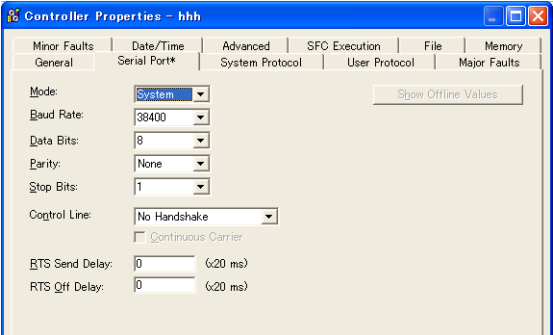 Controller Properties - hhh
Minor Faults Date/Time Advanced SFC Execution File Memory
General Serial Port* System Protocol User Protocol Major Faults
Mode: System Show Offline Values
Baud Rate: 38400
Data Bits: 8
Parity: None
Stop Bits: 1
Control Line: No Handshake
Continuous Carrier
RTS Send Delay: 0 (x20 ms)
RTS Off Delay: 0 (x20 ms)